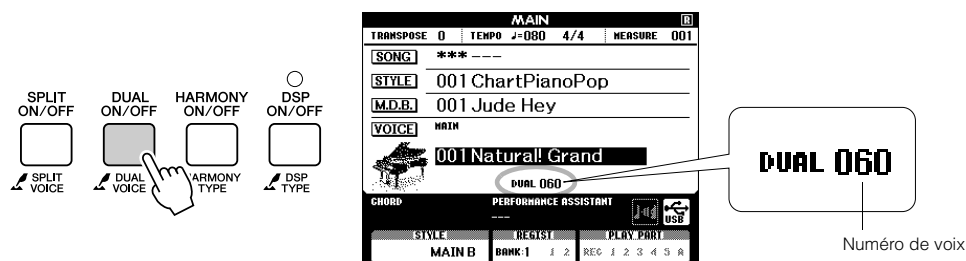 SPLIT ON/OFF
DUAL ON/OFF
HARMONY ON/OFF
DSP ON/OFF
SPLIT VOICE
DUAL VOICE
ARMONY TYPE
DSP TYPE
MAIN R
TRANSPOSE 0 TEMPO ♩=080 4/4 MEASURE 001
SONG ***---
STYLE 001 ChartPianoPop
M.D.B. 001 Jude Hey
VOICE MAIN
001 Natural! Grand
DUAL 060
CHORD PERFORMANCE ASSISTANT
---
USB
STYLE REGIST PLAY PART
MAIN B BANK:1 1 2 REC 1 2 3 4 5 A
DUAL 060
Numéro de voix